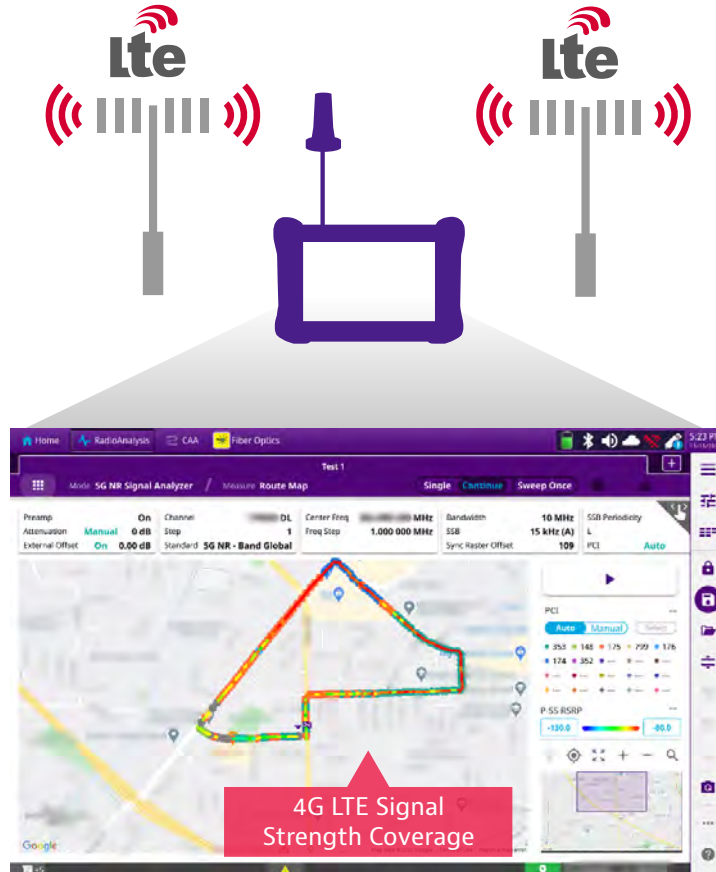 Lte
Lte
Home RadioAnalysis CAA Fiber Optics 5:23 P
Test 1
Mode 5G NR Signal Analyzer / Measure Route Map Single Continue Sweep Once
Preamp On Channel DL Center Freq MHz Bandwidth 10 MHz SSB Periodicity
Attenuation Manual 0 dB Step 1 Freq Step 1.000 000 MHz SSB 15 kHz (A) L
External Offset On 0.00 dB Standard 5G NR - Band Global Sync Raster Offset 109 PCI Auto
PCI
Auto Manual Select
353 148 175 799 176
174 352
P-SS RSRP
-130.0 -80.0
4G LTE Signal
Strength Coverage
Google